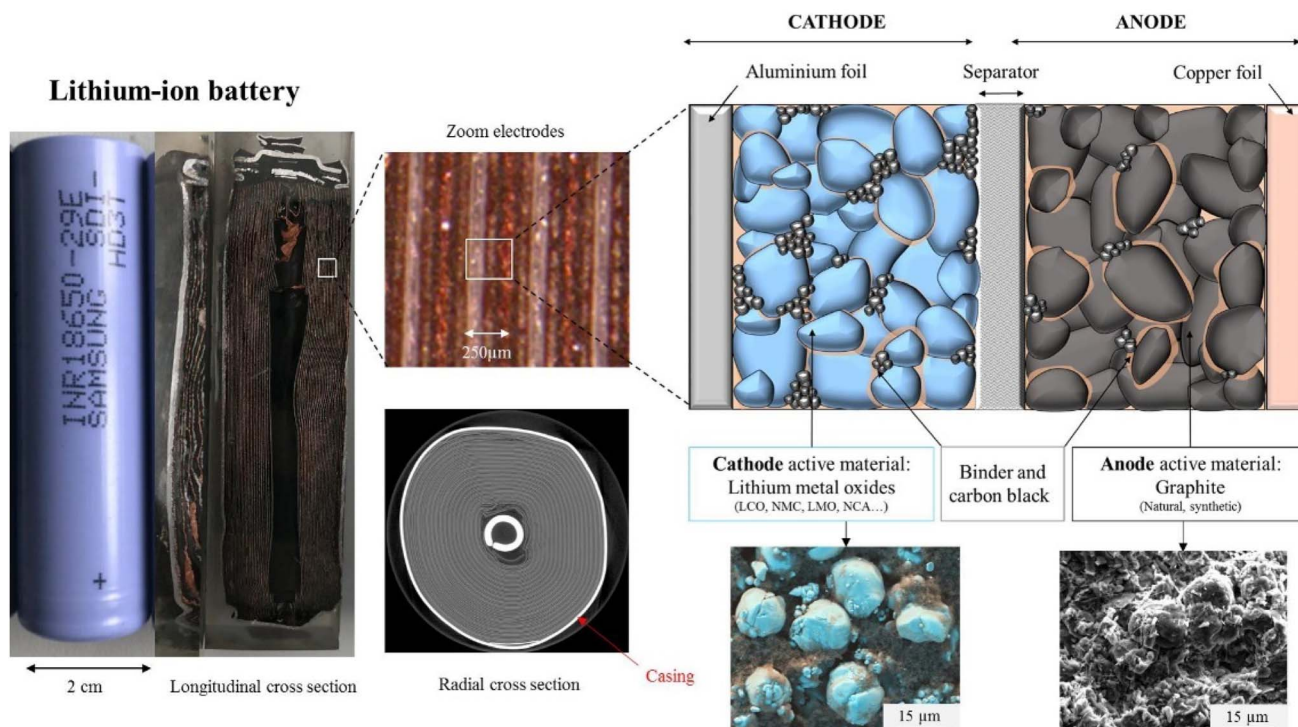 CATHODE
ANODE
Aluminium foil
Separator
Copper foil
Lithium-ion battery
Zoom electrodes
INR18650-29E
SAMSUNG SDI-
HD3T
+
250µm
2 cm
Longitudinal cross section
Radial cross section
Casing
Cathode active material:
Lithium metal oxides
(LCO, NMC, LMO, NCA…)
Binder and
carbon black
Anode active material:
Graphite
(Natural, synthetic)
15 µm
15 µm